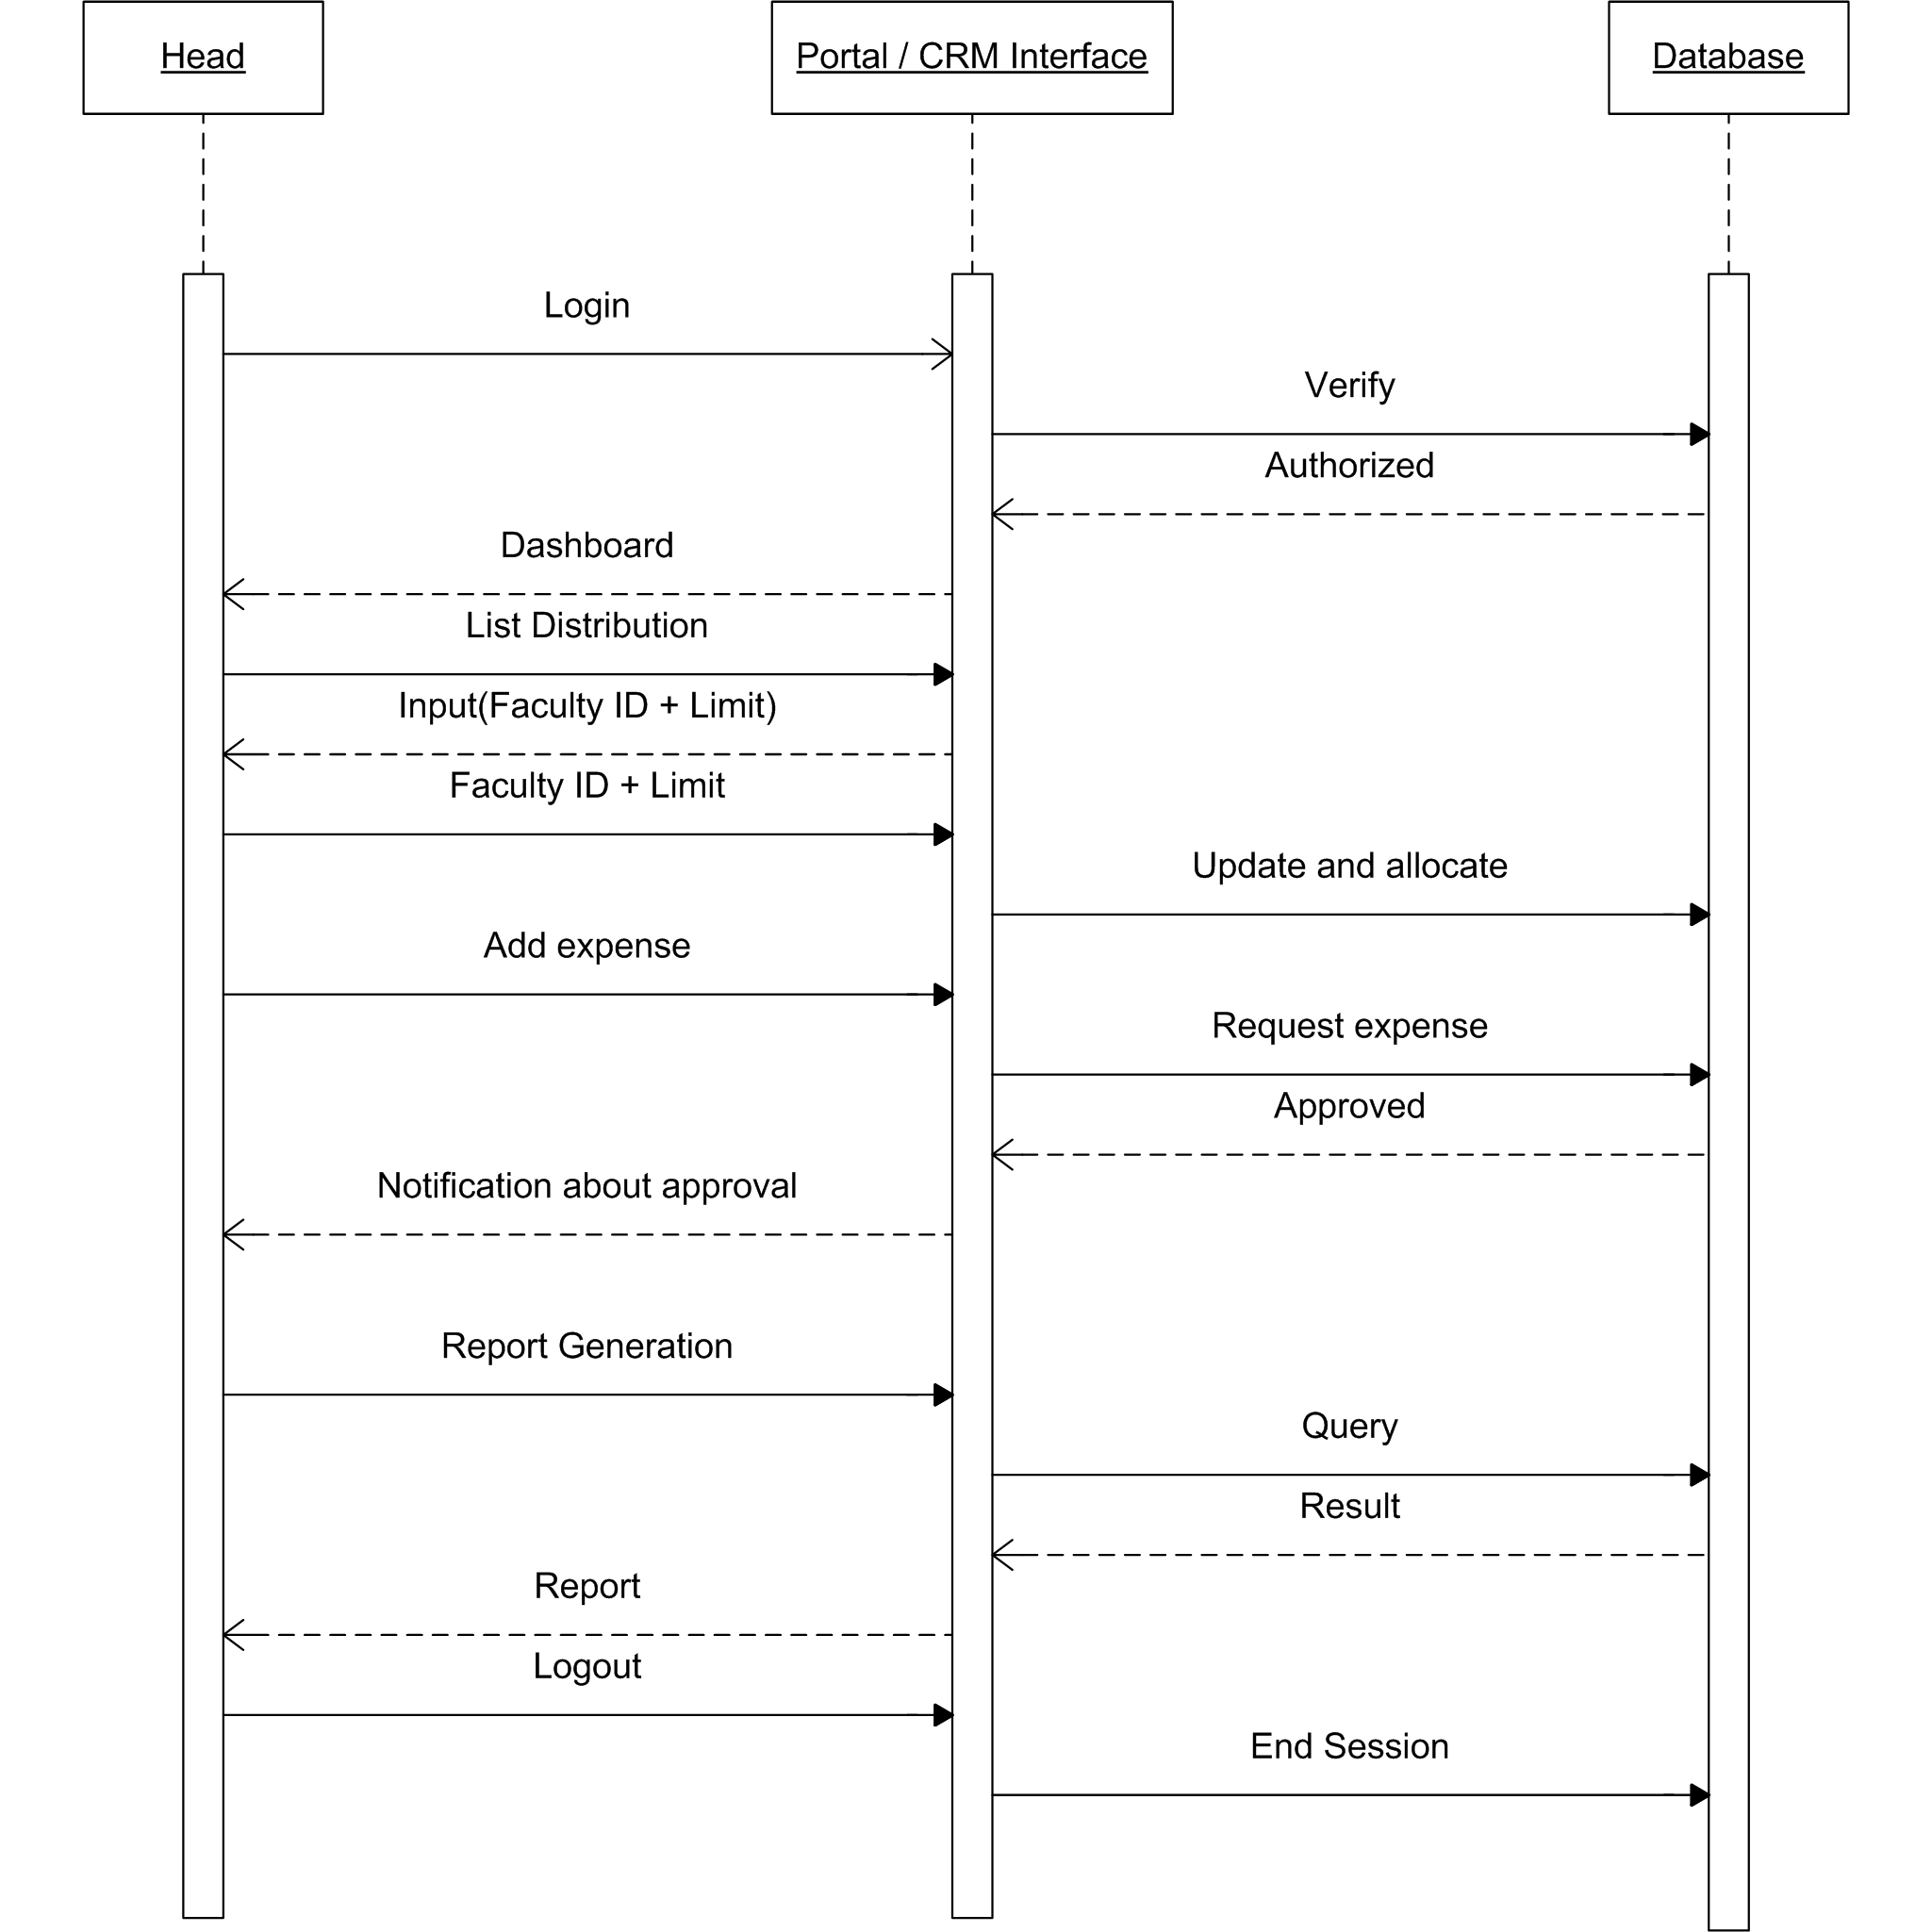 Head
Portal / CRM Interface
Database
Login
Verify
Authorized
Dashboard
List Distribution
Input(Faculty ID + Limit)
Faculty ID + Limit
Update and allocate
Add expense
Request expense
Approved
Notification about approval
Report Generation
Query
Result
Report
Logout
End Session